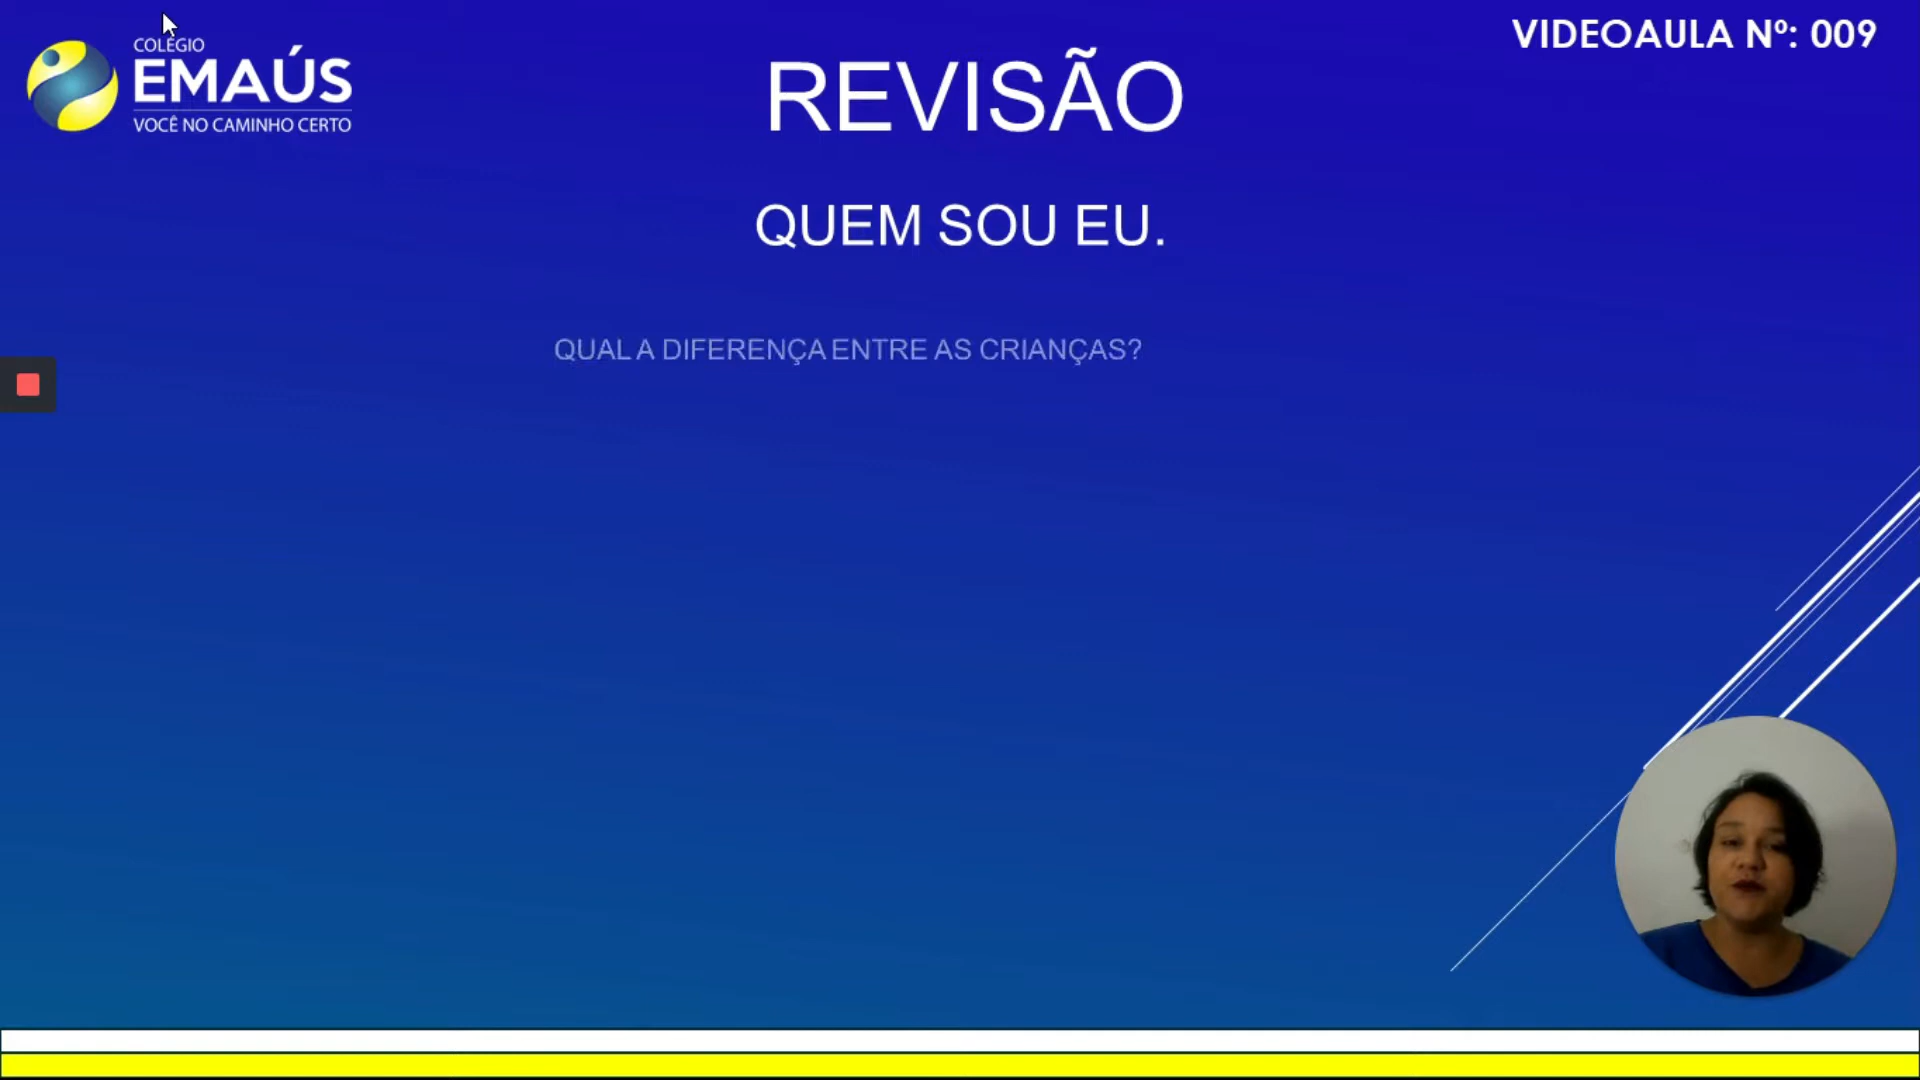 COLÉGIO
EMAÚS
VOCÊ NO CAMINHO CERTO
VIDEOAULA Nº: 009
REVISÃO
QUEM SOU EU.
QUAL A DIFERENÇA ENTRE AS CRIANÇAS?